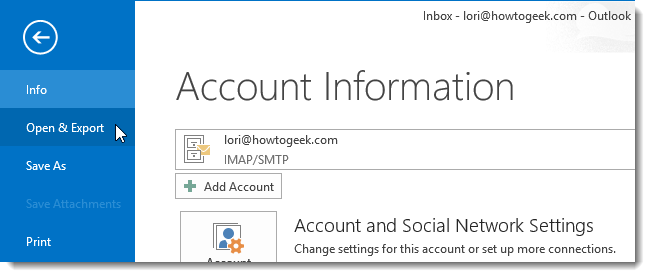 Inbox - lori@howtogeek.com - Outlook
Info
Open & Export
Save As
Save Attachments
Print
Account Information
lori@howtogeek.com
IMAP/SMTP
Add Account
Account
Account and Social Network Settings
Change settings for this account or set up more connections.